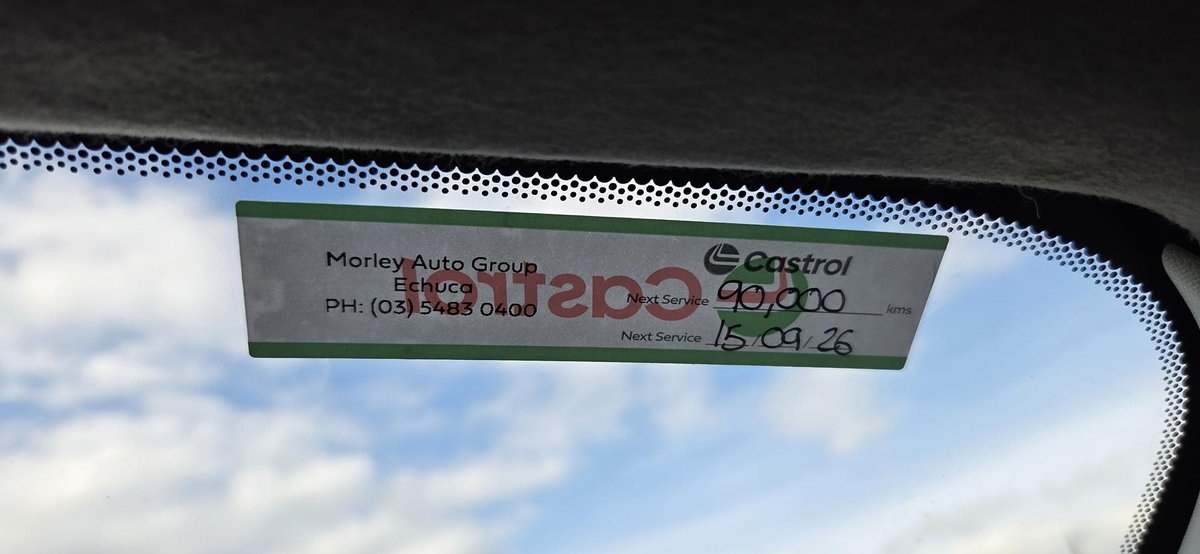 Morley Auto Group
Echuca
PH: (03) 5483 0400
Castrol
Next Service 90,000 kms
Next Service 15/09/26
Castrol